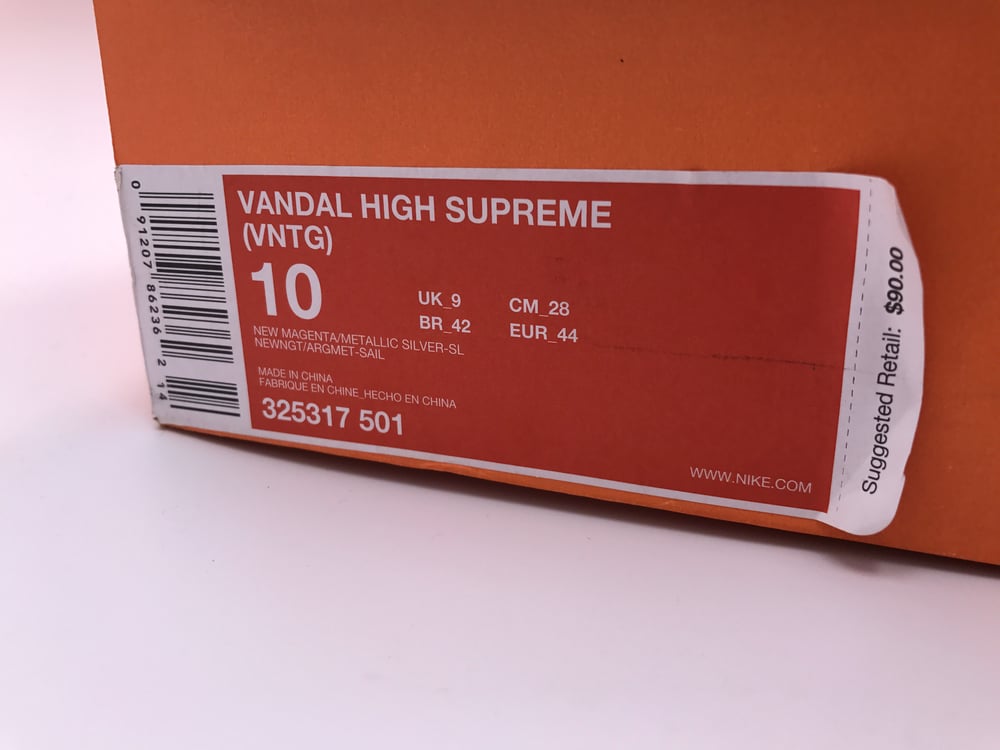 VANDAL HIGH SUPREME
(VNTG)
10
UK_9 CM_28
BR_42 EUR_44
NEW MAGENTA/METALLIC SILVER-SL
NEWNGT/ARGMET-SAIL
MADE IN CHINA
FABRIQUE EN CHINE_HECHO EN CHINA
325317 501
WWW.NIKE.COM
0 91207 86236 2 14
Suggested Retail: $90.00